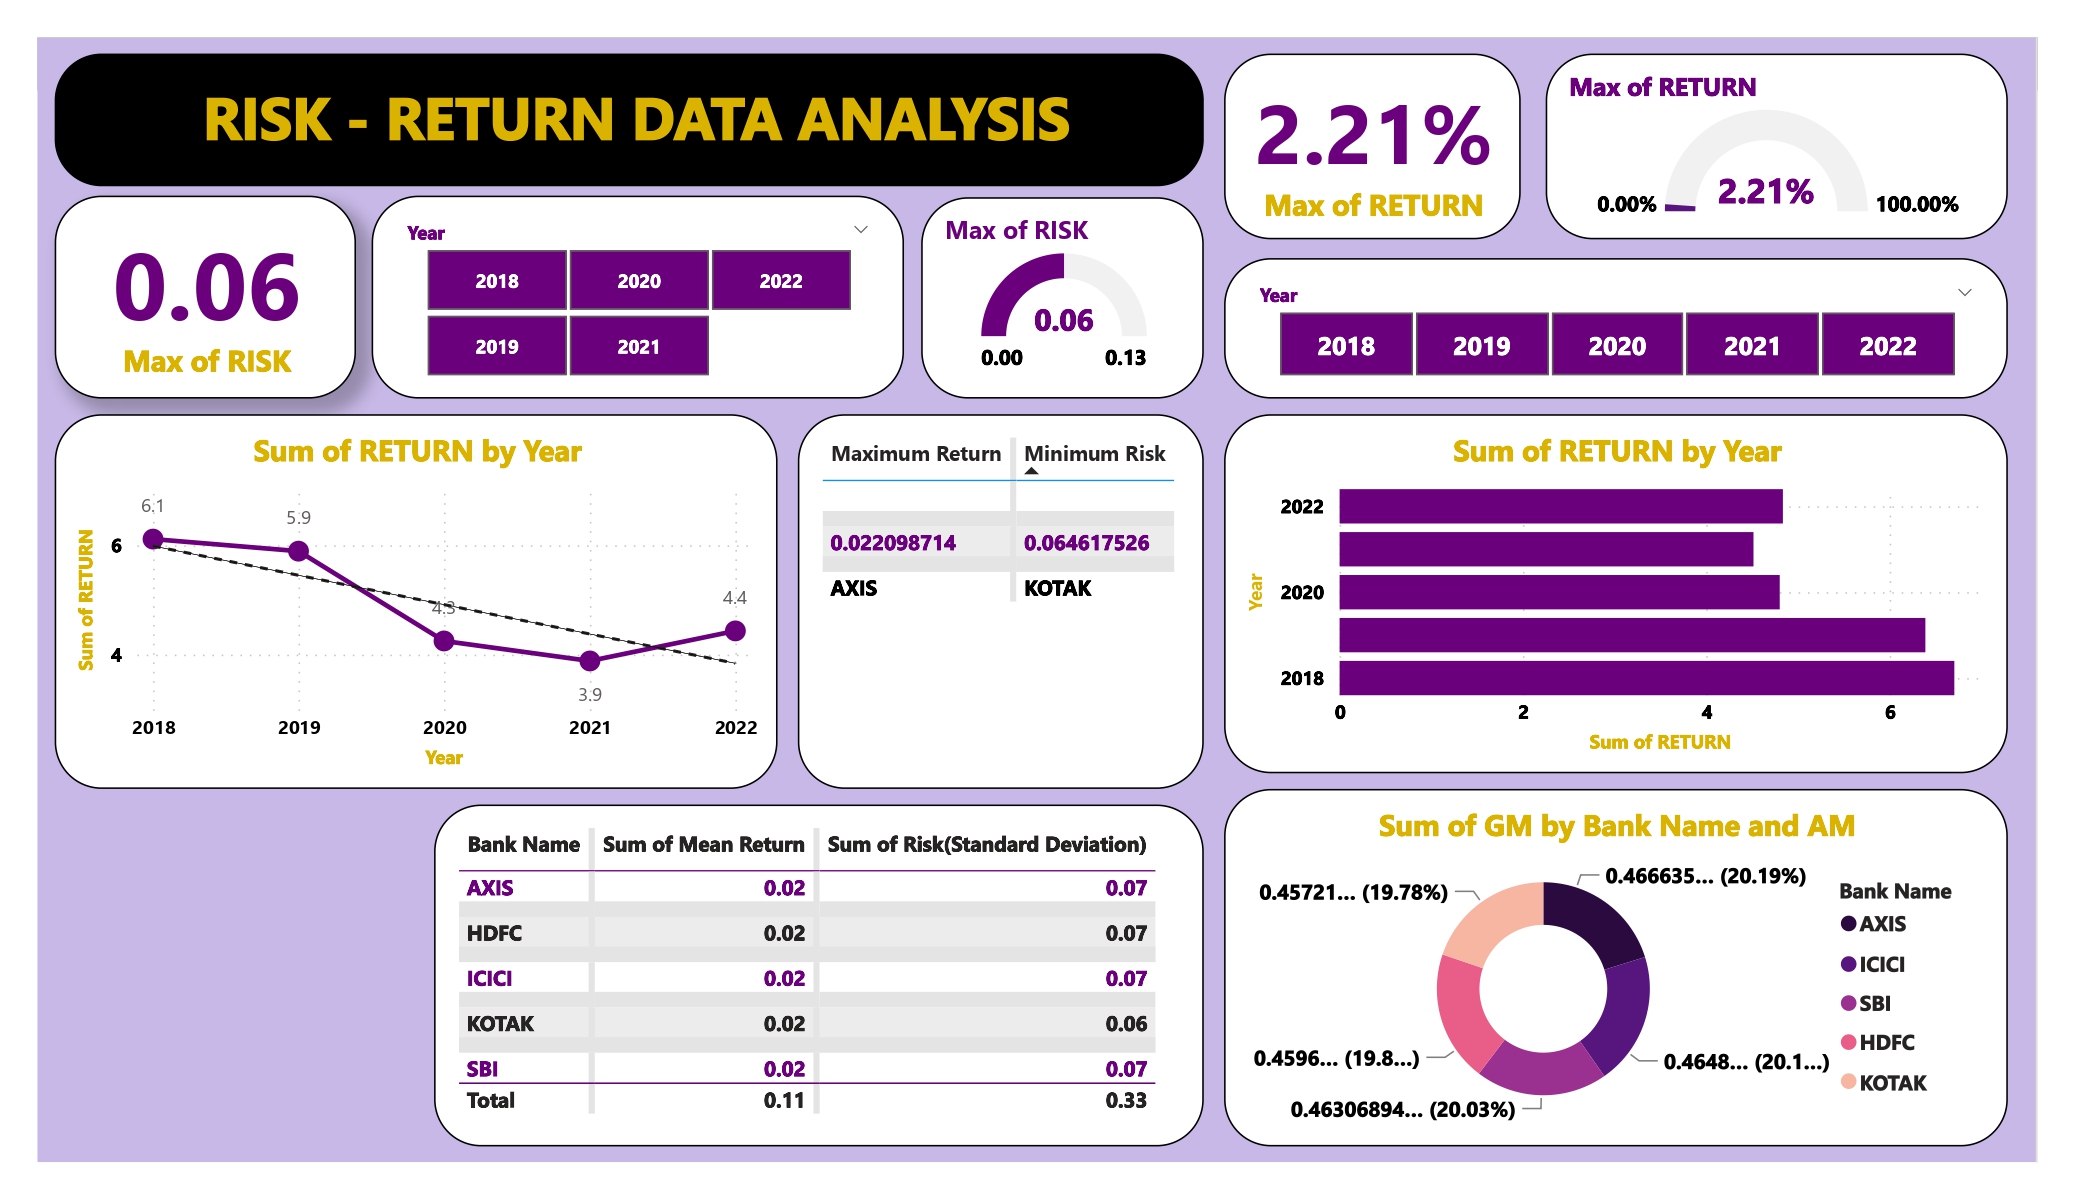 RISK - RETURN DATA ANALYSIS
2.21%
Max of RETURN
Max of RETURN
2.21%
0.00%
100.00%
0.06
Max of RISK
Year
2018 2020 2022
2019 2021
Max of RISK
0.06
0.00 0.13
Year
2018 2019 2020 2021 2022
Sum of RETURN by Year
6.1
5.9
4.3
3.9
4.4
6
4
Sum of RETURN
2018 2019 2020 2021 2022
Year
Maximum Return Minimum Risk
0.022098714 0.064617526
AXIS KOTAK
Sum of RETURN by Year
2022
2020
2018
Year
0 2 4 6
Sum of RETURN
Bank Name Sum of Mean Return Sum of Risk(Standard Deviation)
AXIS 0.02 0.07
HDFC 0.02 0.07
ICICI 0.02 0.07
KOTAK 0.02 0.06
SBI 0.02 0.07
Total 0.11 0.33
Sum of GM by Bank Name and AM
0.466635... (20.19%)
0.45721... (19.78%)
0.4596... (19.8...)
0.4648... (20.1...)
0.46306894... (20.03%)
Bank Name
AXIS
ICICI
SBI
HDFC
KOTAK